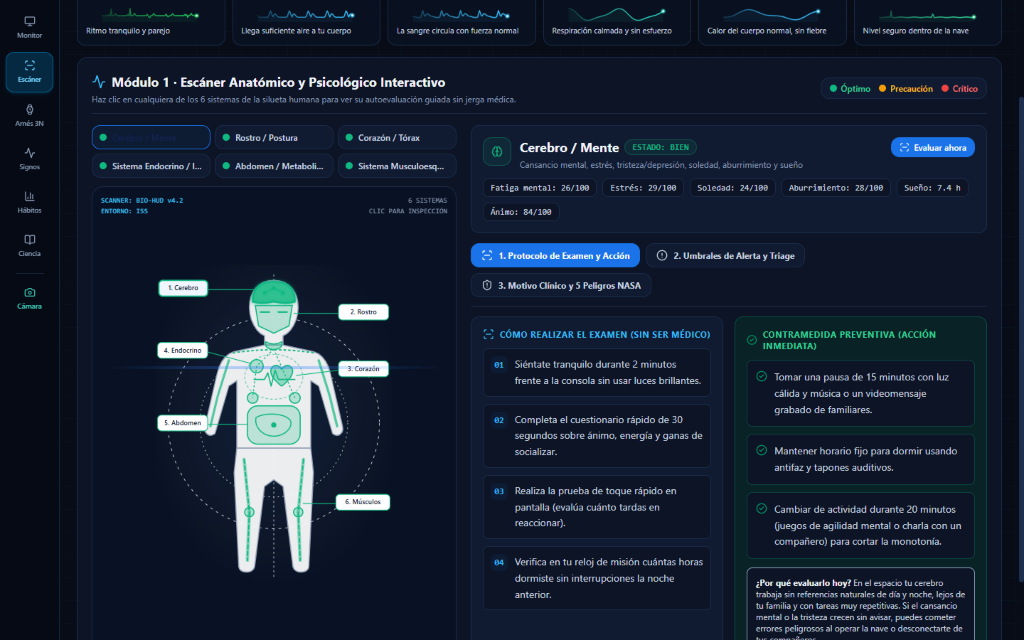 Monitor
Escáner
Arnés 3N
Signos
Hábitos
Ciencia
Cámara
Ritmo tranquilo y parejo
Llega suficiente aire a tu cuerpo
La sangre circula con fuerza normal
Respiración calmada y sin esfuerzo
Calor del cuerpo normal, sin fiebre
Nivel seguro dentro de la nave
Módulo 1 · Escáner Anatómico y Psicológico Interactivo
Haz clic en cualquiera de los 6 sistemas de la silueta humana para ver su autoevaluación guiada sin jerga médica.
Óptimo
Precaución
Crítico
Cerebro / Mente
Rostro / Postura
Corazón / Tórax
Sistema Endocrino / I...
Abdomen / Metaboli...
Sistema Musculoesq...
SCANNER: BIO-HUD v4.2
ENTORNO: ISS
6 SISTEMAS
CLIC PARA INSPECCIÓN
1. Cerebro
2. Rostro
4. Endocrino
3. Corazón
5. Abdomen
6. Músculos
Cerebro / Mente
ESTADO: BIEN
Cansancio mental, estrés, tristeza/depresión, soledad, aburrimiento y sueño
Evaluar ahora
Fatiga mental: 26/100
Estrés: 29/100
Soledad: 24/100
Aburrimiento: 28/100
Sueño: 7.4 h
Ánimo: 84/100
1. Protocolo de Examen y Acción
2. Umbrales de Alerta y Triage
3. Motivo Clínico y 5 Peligros NASA
CÓMO REALIZAR EL EXAMEN (SIN SER MÉDICO)
01
Siéntate tranquilo durante 2 minutos
frente a la consola sin usar luces brillantes.
02
Completa el cuestionario rápido de 30
segundos sobre ánimo, energía y ganas de
socializar.
03
Realiza la prueba de toque rápido en
pantalla (evalúa cuánto tardas en
reaccionar).
04
Verifica en tu reloj de misión cuántas horas
dormiste sin interrupciones la noche
anterior.
CONTRAMEDIDA PREVENTIVA (ACCIÓN
INMEDIATA)
Tomar una pausa de 15 minutos con luz
cálida y música o un videomensaje
grabado de familiares.
Mantener horario fijo para dormir usando
antifaz y tapones auditivos.
Cambiar de actividad durante 20 minutos
(juegos de agilidad mental o charla con un
compañero) para cortar la monotonía.
¿Por qué evaluarlo hoy? En el espacio tu cerebro
trabaja sin referencias naturales de día y noche, lejos de
tu familia y con tareas muy repetitivas. Si el cansancio
mental o la tristeza crecen sin avisar, puedes cometer
errores peligrosos al operar la nave o desconectarte de
tus compañeros.